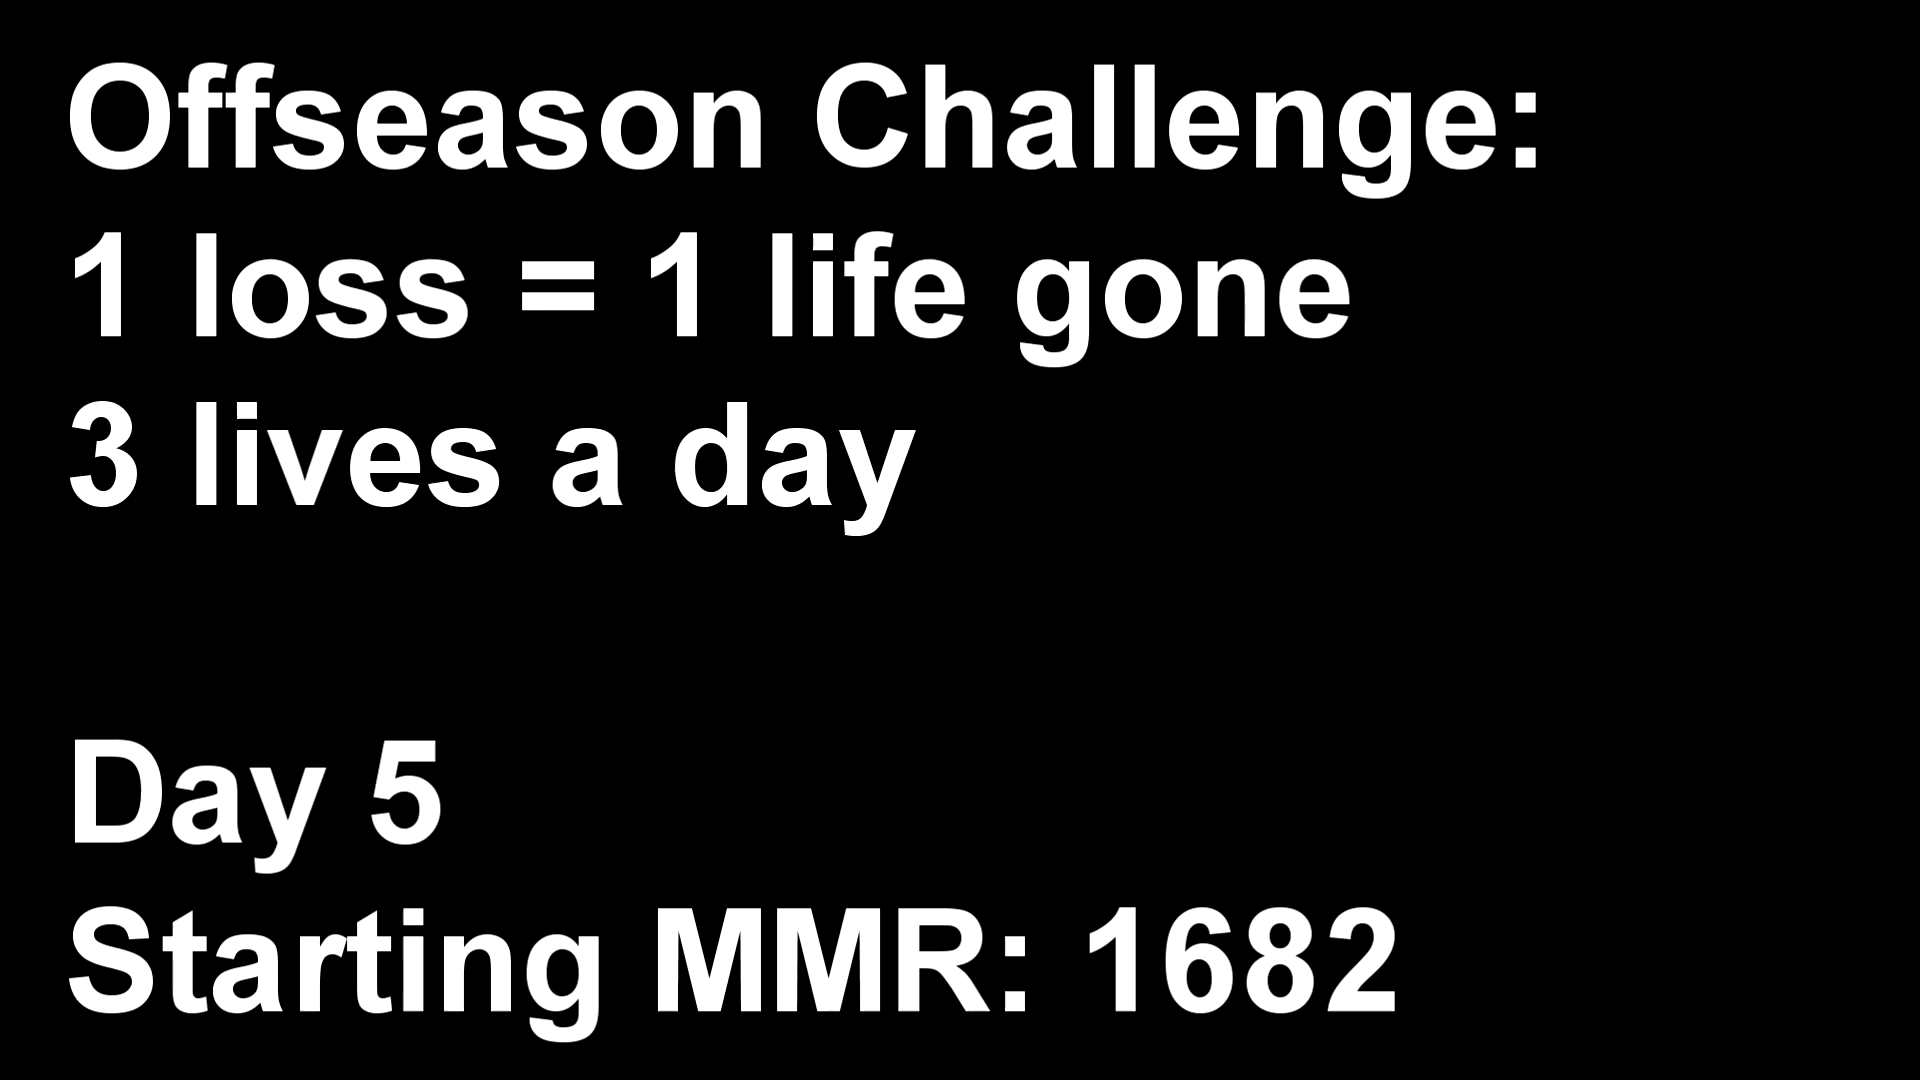 Offseason Challenge:
1 loss = 1 life gone
3 lives a day
Day 5
Starting MMR: 1682